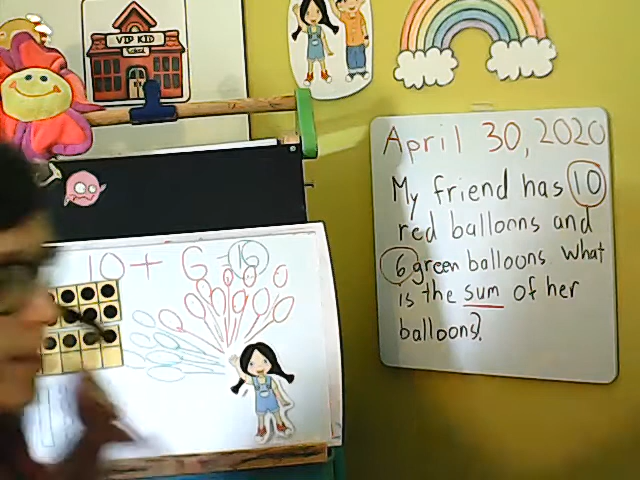 VIP KID
School
10 + 6 = 16
April 30, 2020
My friend has 10
red balloons and
6 green balloons What
is the sum of her
balloons?